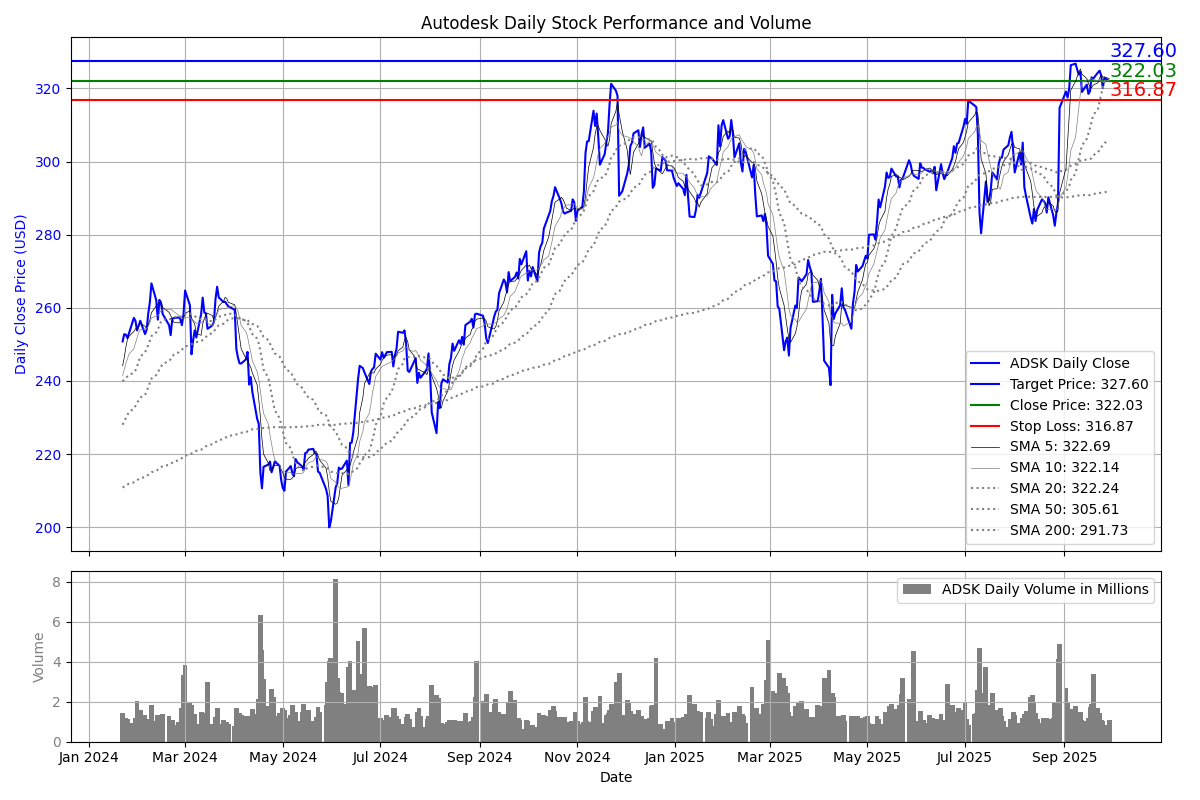 Autodesk Daily Stock Performance and Volume
327.60
322.03
316.87
320
300
280
260
240
220
200
Daily Close Price (USD)
ADSK Daily Close
Target Price: 327.60
Close Price: 322.03
Stop Loss: 316.87
SMA 5: 322.69
SMA 10: 322.14
SMA 20: 322.24
SMA 50: 305.61
SMA 200: 291.73
8
6
4
2
0
Volume
ADSK Daily Volume in Millions
Jan 2024 Mar 2024 May 2024 Jul 2024 Sep 2024 Nov 2024 Jan 2025 Mar 2025 May 2025 Jul 2025 Sep 2025
Date